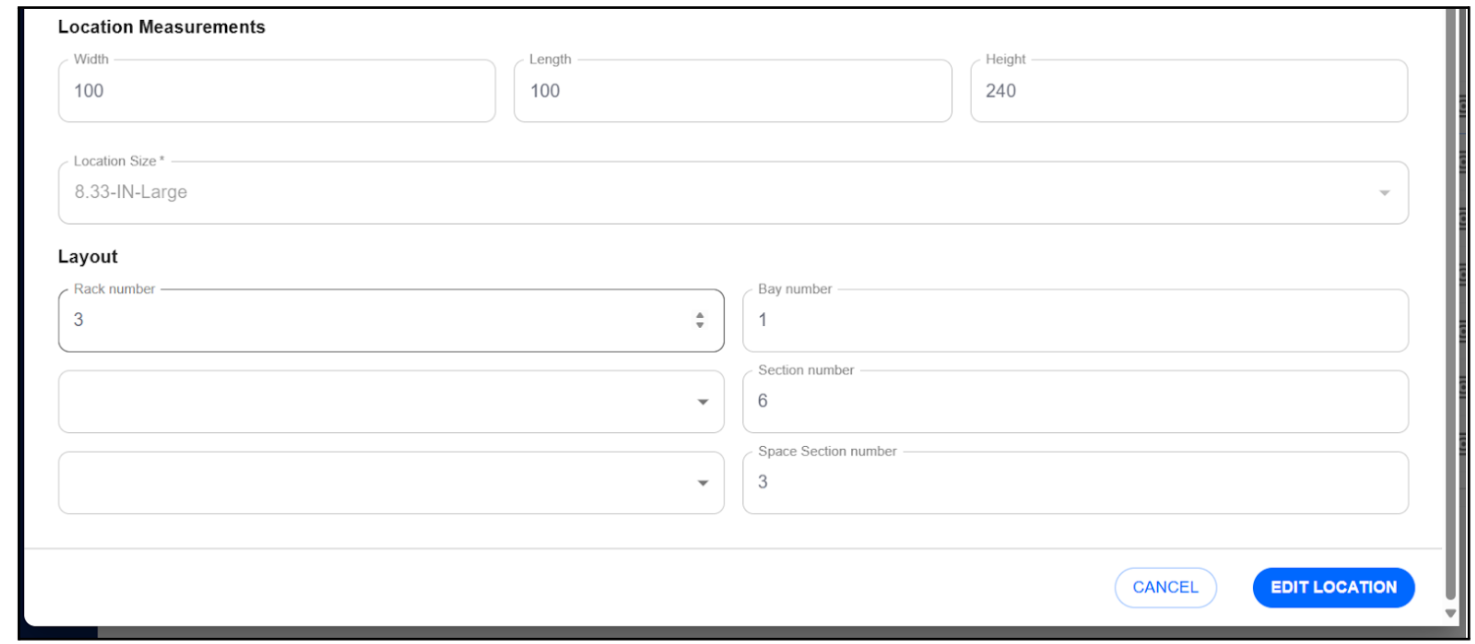 Location Measurements
Width Length Height
100 100 240
Location Size *
8.33-IN-Large
Layout
Rack number Bay number
3 1
Section number
6
Space Section number
3
CANCEL EDIT LOCATION